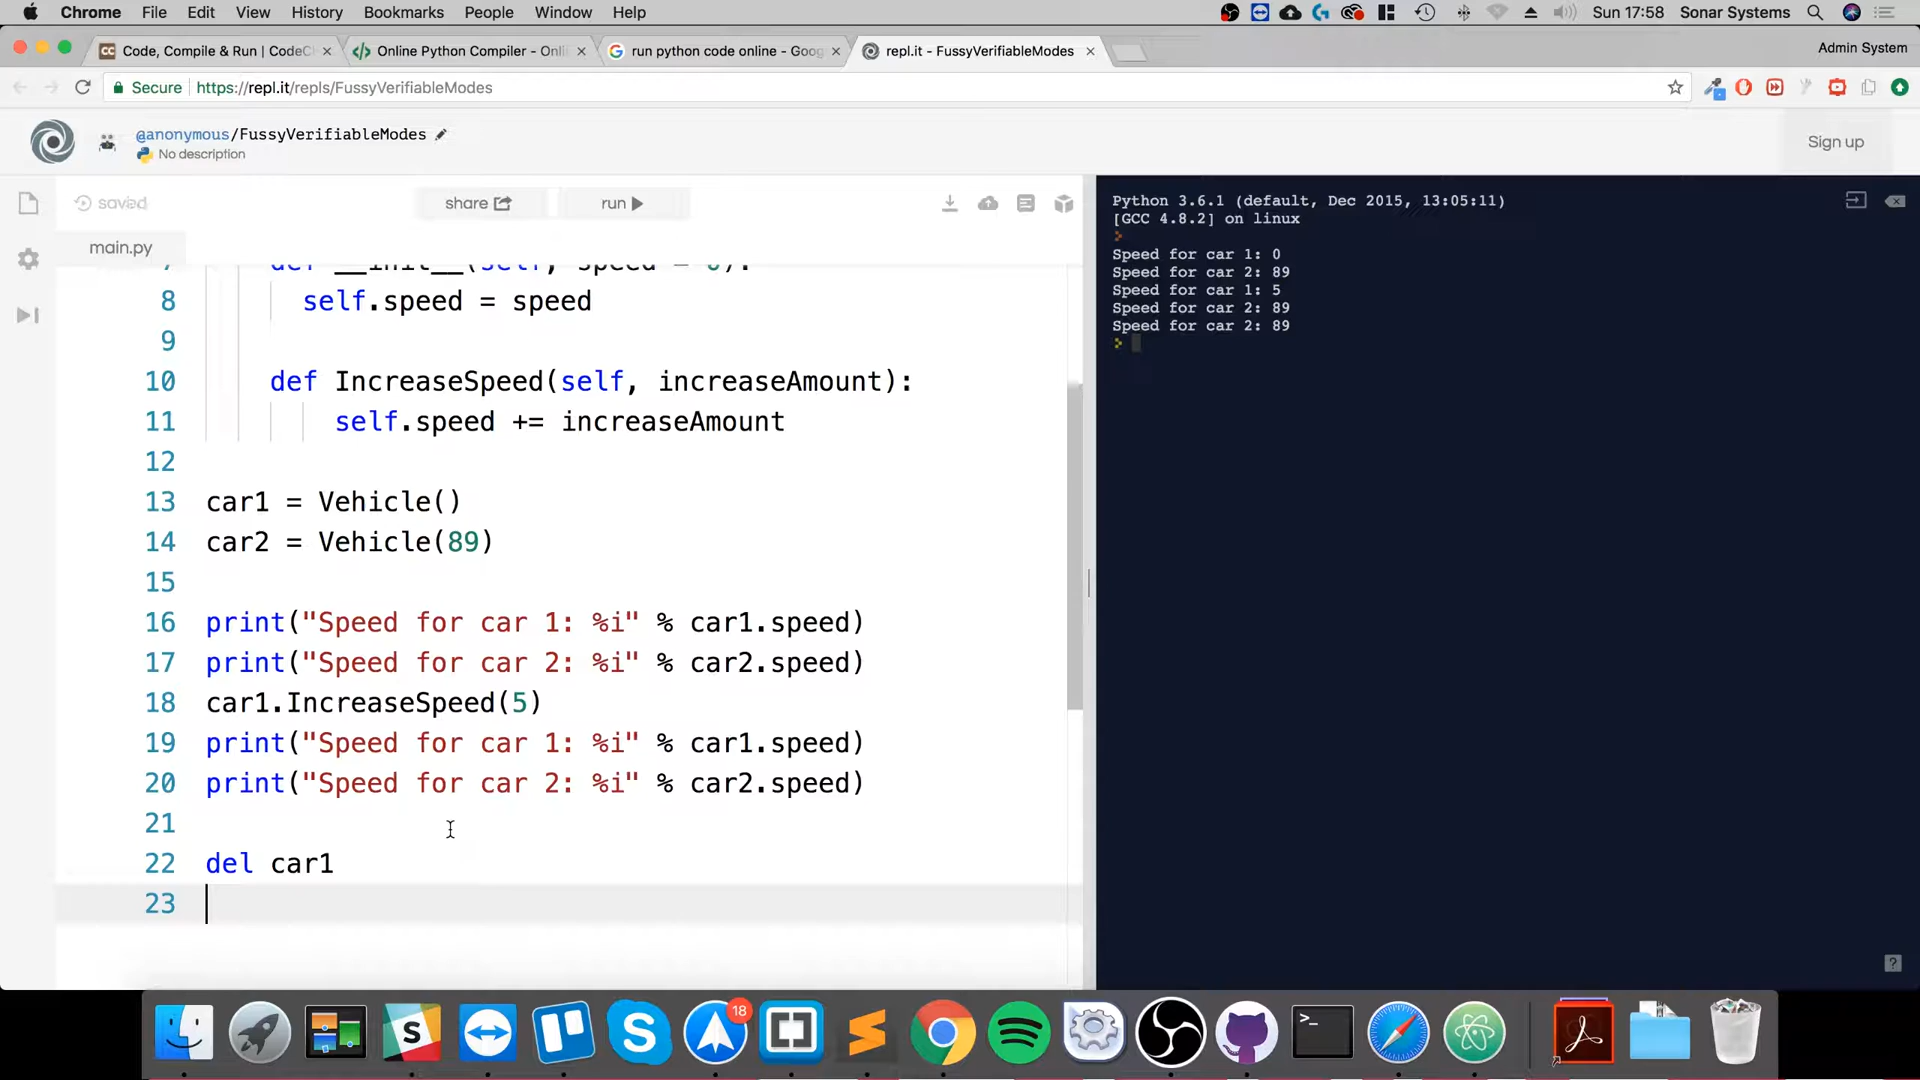 Chrome File Edit View History Bookmarks People Window Help Sun 17:58 Sonar Systems
Code, Compile & Run | CodeCh Online Python Compiler - Onli run python code online - Goog repl.it - FussyVerifiableModes Admin System
Secure https://repl.it/repls/FussyVerifiableModes
@anonymous/FussyVerifiableModes
No description
Sign up
saved share run
main.py
7 def __init__(self, speed = 0):
8 self.speed = speed
9
10 def IncreaseSpeed(self, increaseAmount):
11 self.speed += increaseAmount
12
13 car1 = Vehicle()
14 car2 = Vehicle(89)
15
16 print("Speed for car 1: %i" % car1.speed)
17 print("Speed for car 2: %i" % car2.speed)
18 car1.IncreaseSpeed(5)
19 print("Speed for car 1: %i" % car1.speed)
20 print("Speed for car 2: %i" % car2.speed)
21
22 del car1
23
Python 3.6.1 (default, Dec 2015, 13:05:11)
[GCC 4.8.2] on linux
Speed for car 1: 0
Speed for car 2: 89
Speed for car 1: 5
Speed for car 2: 89
Speed for car 2: 89
?
18